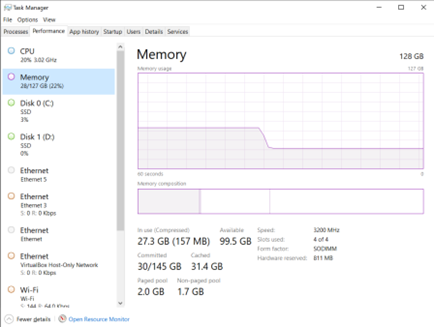 Task Manager
File Options View
Processes Performance App history Startup Users Details Services
CPU
20% 3.02 GHz
Memory
28/127 GB (22%)
Disk 0 (C:)
SSD
3%
Disk 1 (D:)
SSD
0%
Ethernet
Ethernet 5
Ethernet
Ethernet 3
S: 0 R: 0 Kbps
Ethernet
Ethernet
Ethernet
VirtualBox Host-Only Network
S: 0 R: 0 Kbps
Wi-Fi
Wi-Fi
S: 144 R: 64.0 Kbps
Memory 128 GB
Memory usage 127 GB
60 seconds 0
Memory composition
In use (Compressed) Available
27.3 GB (157 MB) 99.5 GB
Committed Cached
30/145 GB 31.4 GB
Paged pool Non-paged pool
2.0 GB 1.7 GB
Speed: 3200 MHz
Slots used: 4 of 4
Form factor: SODIMM
Hardware reserved: 811 MB
Fewer details Open Resource Monitor